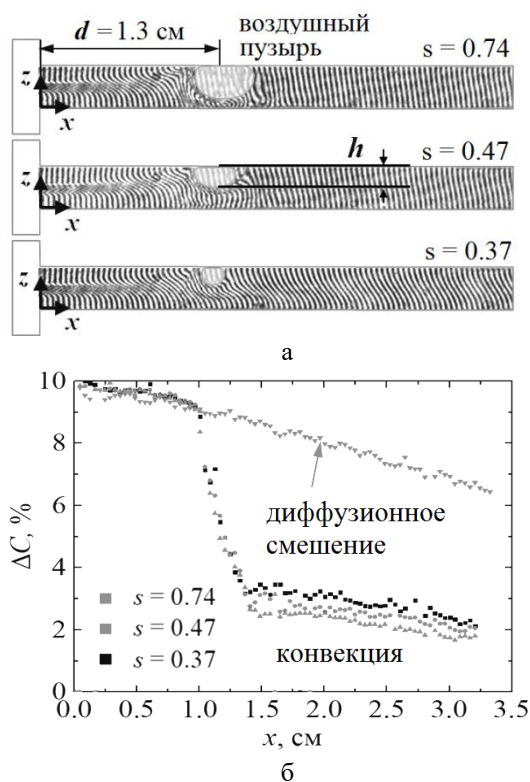 d = 1.3 см
воздушный
пузырь
s = 0.74
z
x
h
s = 0.47
z
x
s = 0.37
z
x
а
10
8
6
4
2
0
ΔC, %
диффузионное
смешение
s = 0.74
s = 0.47
s = 0.37
конвекция
0.0 0.5 1.0 1.5 2.0 2.5 3.0 3.5
x, см
б